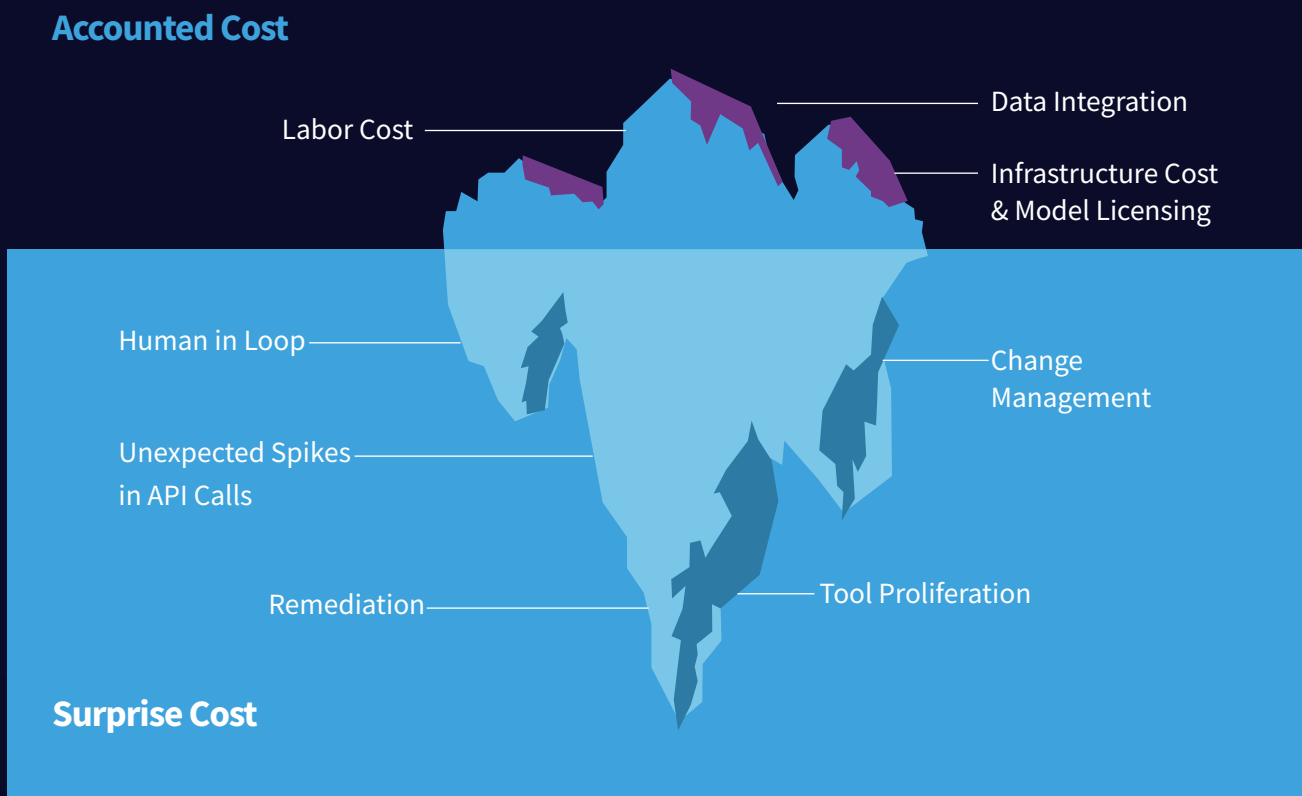 Accounted Cost
Labor Cost
Data Integration
Infrastructure Cost
& Model Licensing
Human in Loop
Change
Management
Unexpected Spikes
in API Calls
Remediation
Tool Proliferation
Surprise Cost